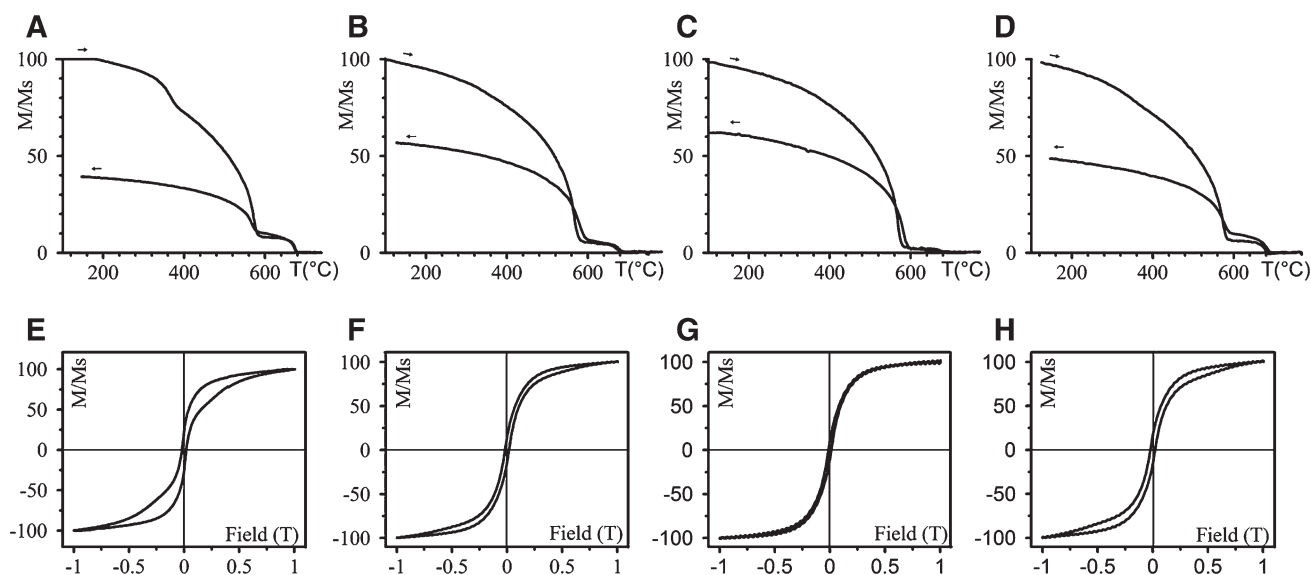 A B C D
M/Ms M/Ms M/Ms M/Ms
100 100 100 100
50 50 50 50
0 0 0 0
200 400 600 T(°C) 200 400 600 T(°C) 200 400 600 T(°C) 200 400 600 T(°C)
E F G H
M/Ms M/Ms M/Ms M/Ms
100 100 100 100
50 50 50 50
0 0 0 0
-50 -50 -50 -50
-100 -100 -100 -100
Field (T) Field (T) Field (T) Field (T)
-1 -0.5 0 0.5 1 -1 -0.5 0 0.5 1 -1 -0.5 0 0.5 1 -1 -0.5 0 0.5 1